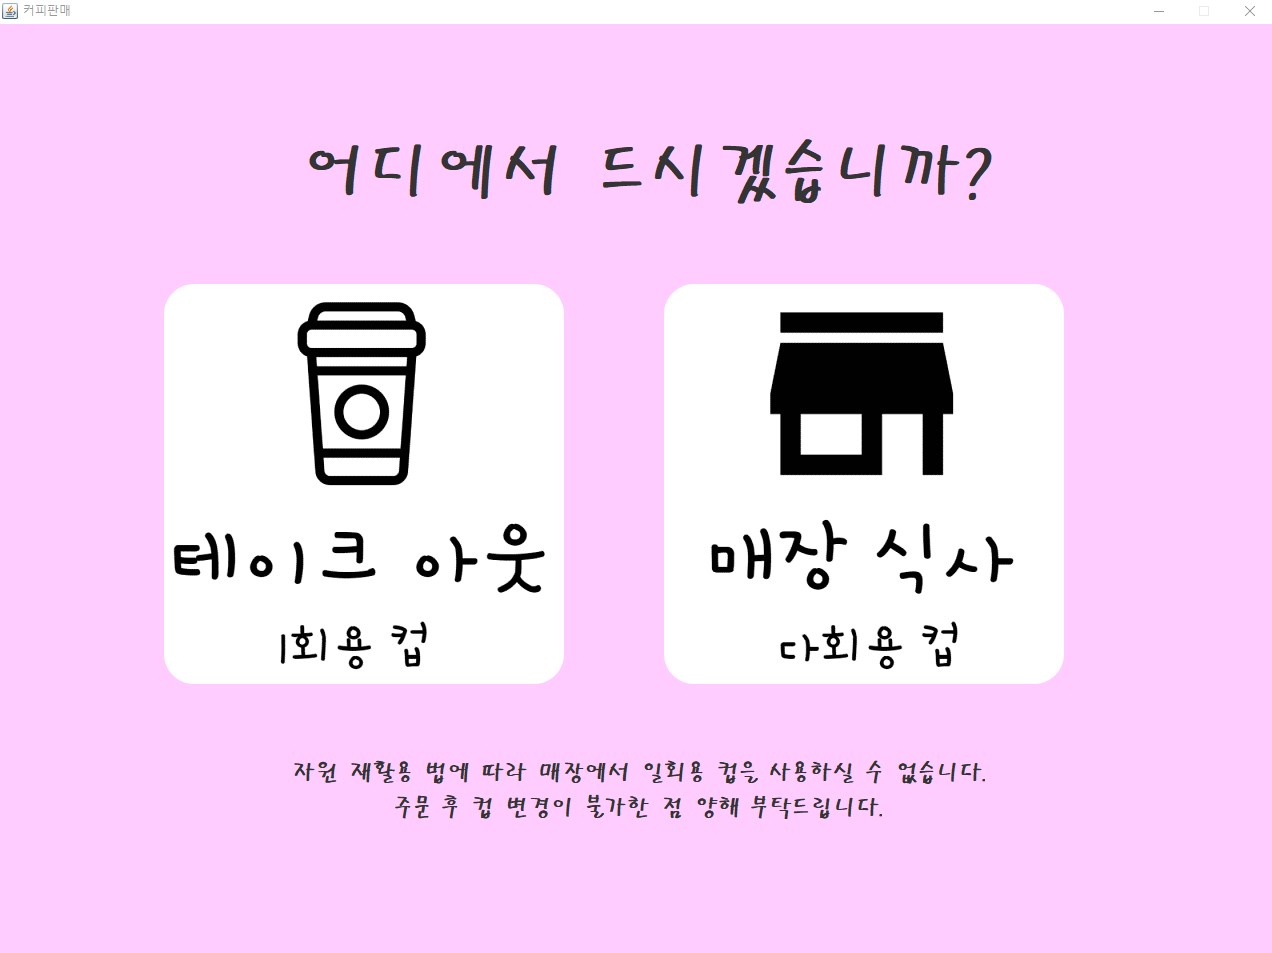 커피판매
어디에서 드시겠습니까?
테이크 아웃
1회용 컵
매장 식사
다회용 컵
자원 재활용 법에 따라 매장에서 일회용 컵을 사용하실 수 없습니다.
주문 후 컵 변경이 불가한 점 양해 부탁드립니다.